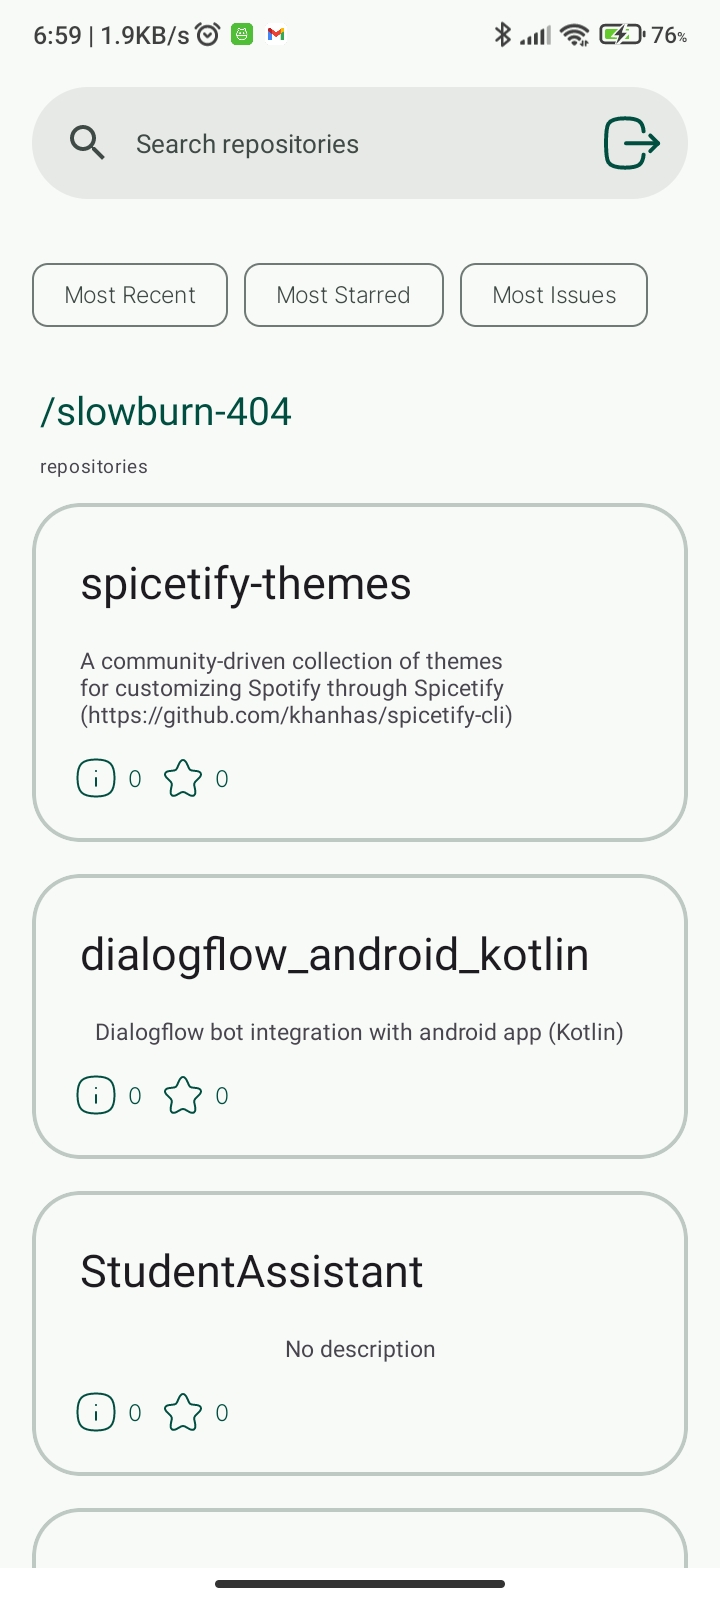 6:59 | 1.9KB/s 76%
Search repositories
Most Recent Most Starred Most Issues
/slowburn-404
repositories
spicetify-themes
A community-driven collection of themes
for customizing Spotify through Spicetify
(https://github.com/khanhas/spicetify-cli)
0 0
dialogflow_android_kotlin
Dialogflow bot integration with android app (Kotlin)
0 0
StudentAssistant
No description
0 0